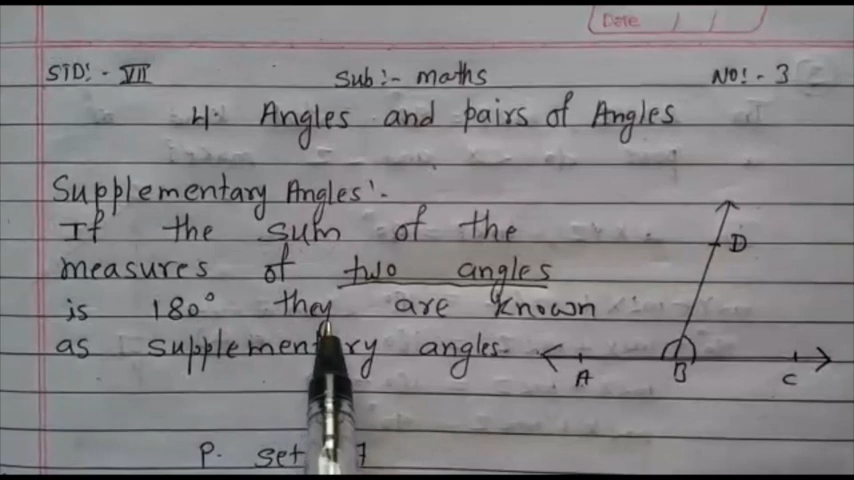 Date / /
STD:- VII Sub:- maths NO:- 3
4. Angles and pairs of Angles
Supplementary Angles:-
If the sum of the
measures of two angles
is 180° they are known
as supplementary angles.
D
A B C
P. set 7